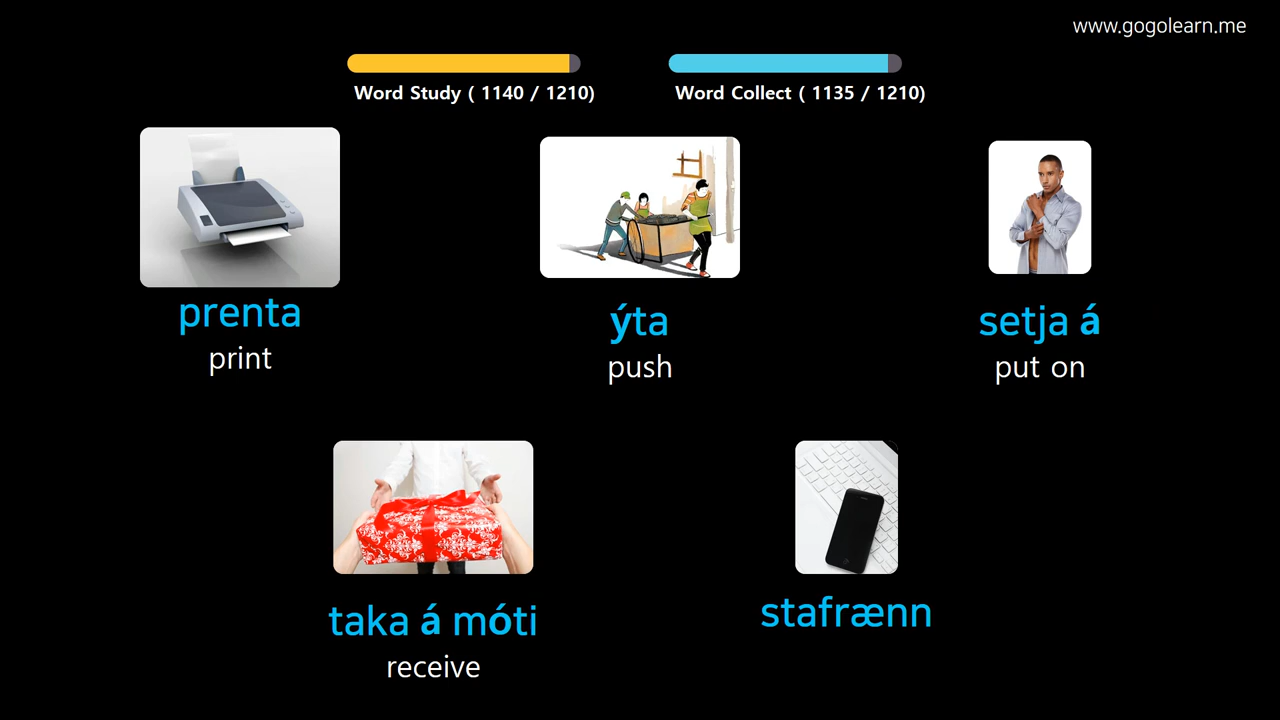 www.gogolearn.me
Word Study ( 1140 / 1210)
Word Collect ( 1135 / 1210)
prenta
print
ýta
push
setja á
put on
taka á móti
receive
stafrænn